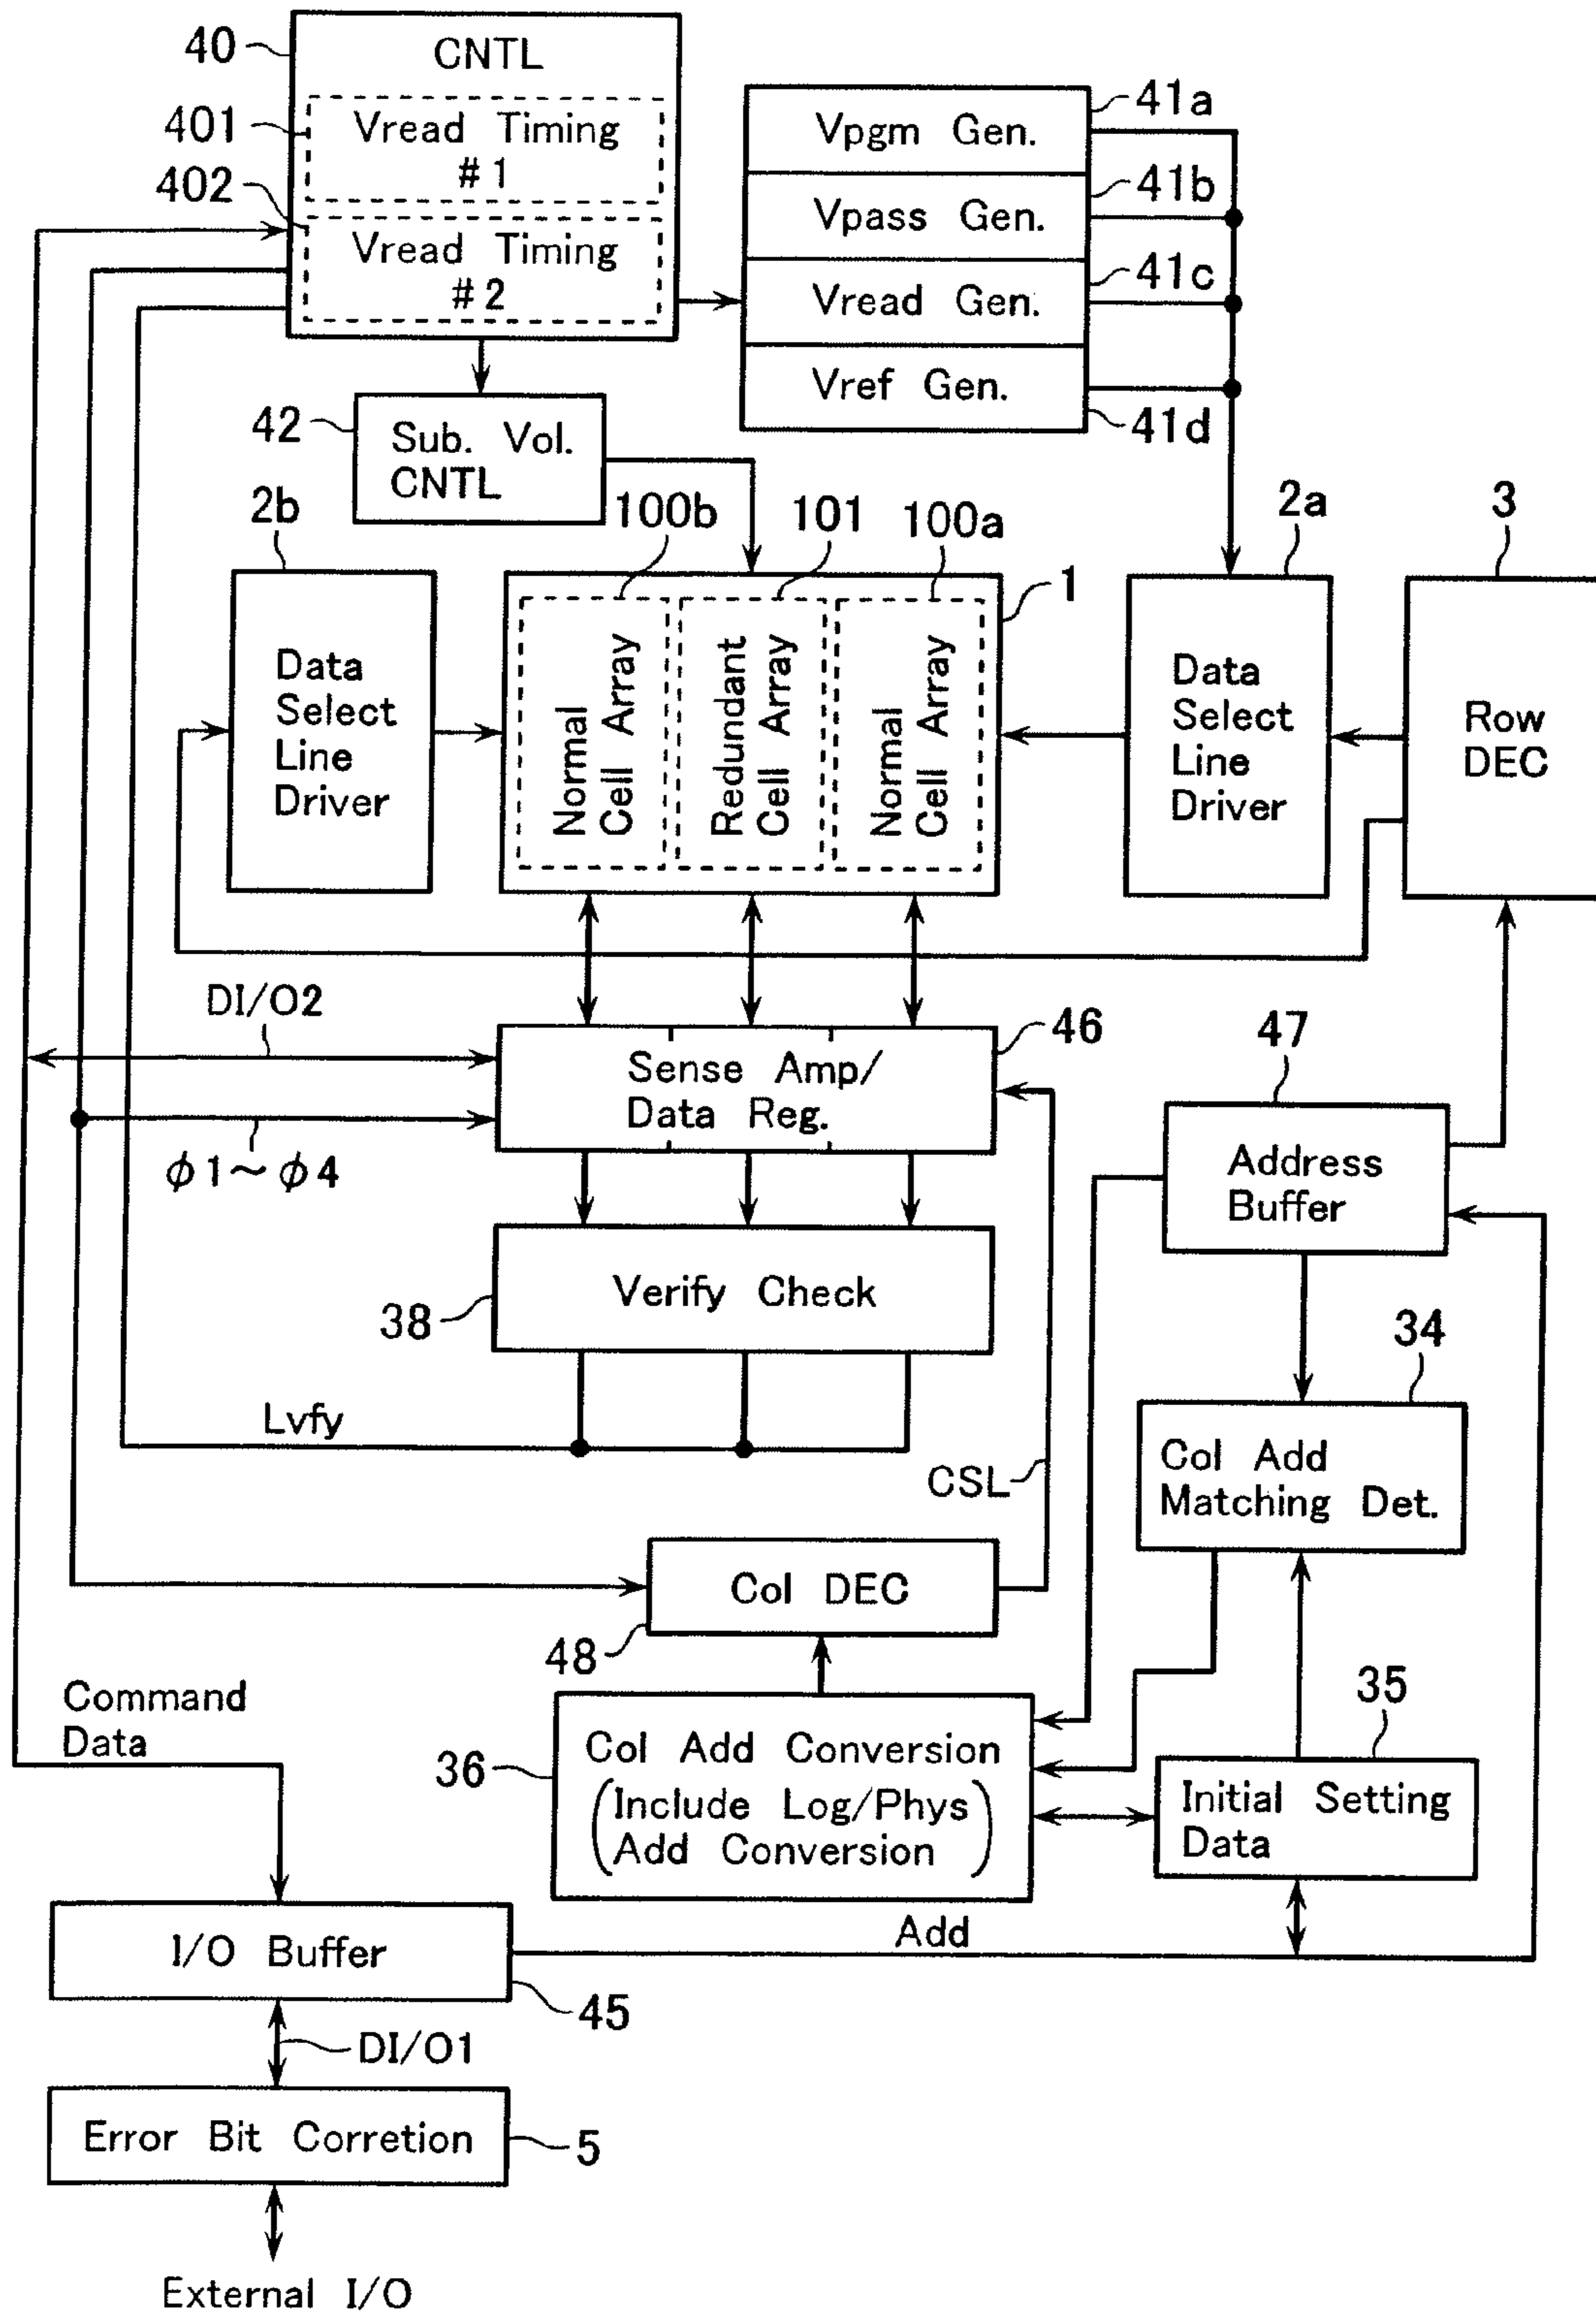 40
CNTL
401
Vread Timing
#1
402
Vread Timing
#2
Vpgm Gen.
41a
Vpass Gen.
41b
Vread Gen.
41c
Vref Gen.
41d
42
Sub. Vol.
CNTL
2b
100b
101
100a
1
2a
3
Data
Select
Line
Driver
Normal
Cell Array
Redundant
Cell Array
Normal
Cell Array
Data
Select
Line
Driver
Row
DEC
DI/O2
Sense Amp/
Data Reg.
46
47
ϕ1~ϕ4
Address
Buffer
Verify Check
38
34
Lvfy
Col Add
Matching Det.
CSL
Col DEC
48
Command
Data
35
36
Col Add Conversion
(Include Log/Phys
Add Conversion)
Initial Setting
Data
I/O Buffer
Add
45
DI/O1
Error Bit Corretion
5
External I/O